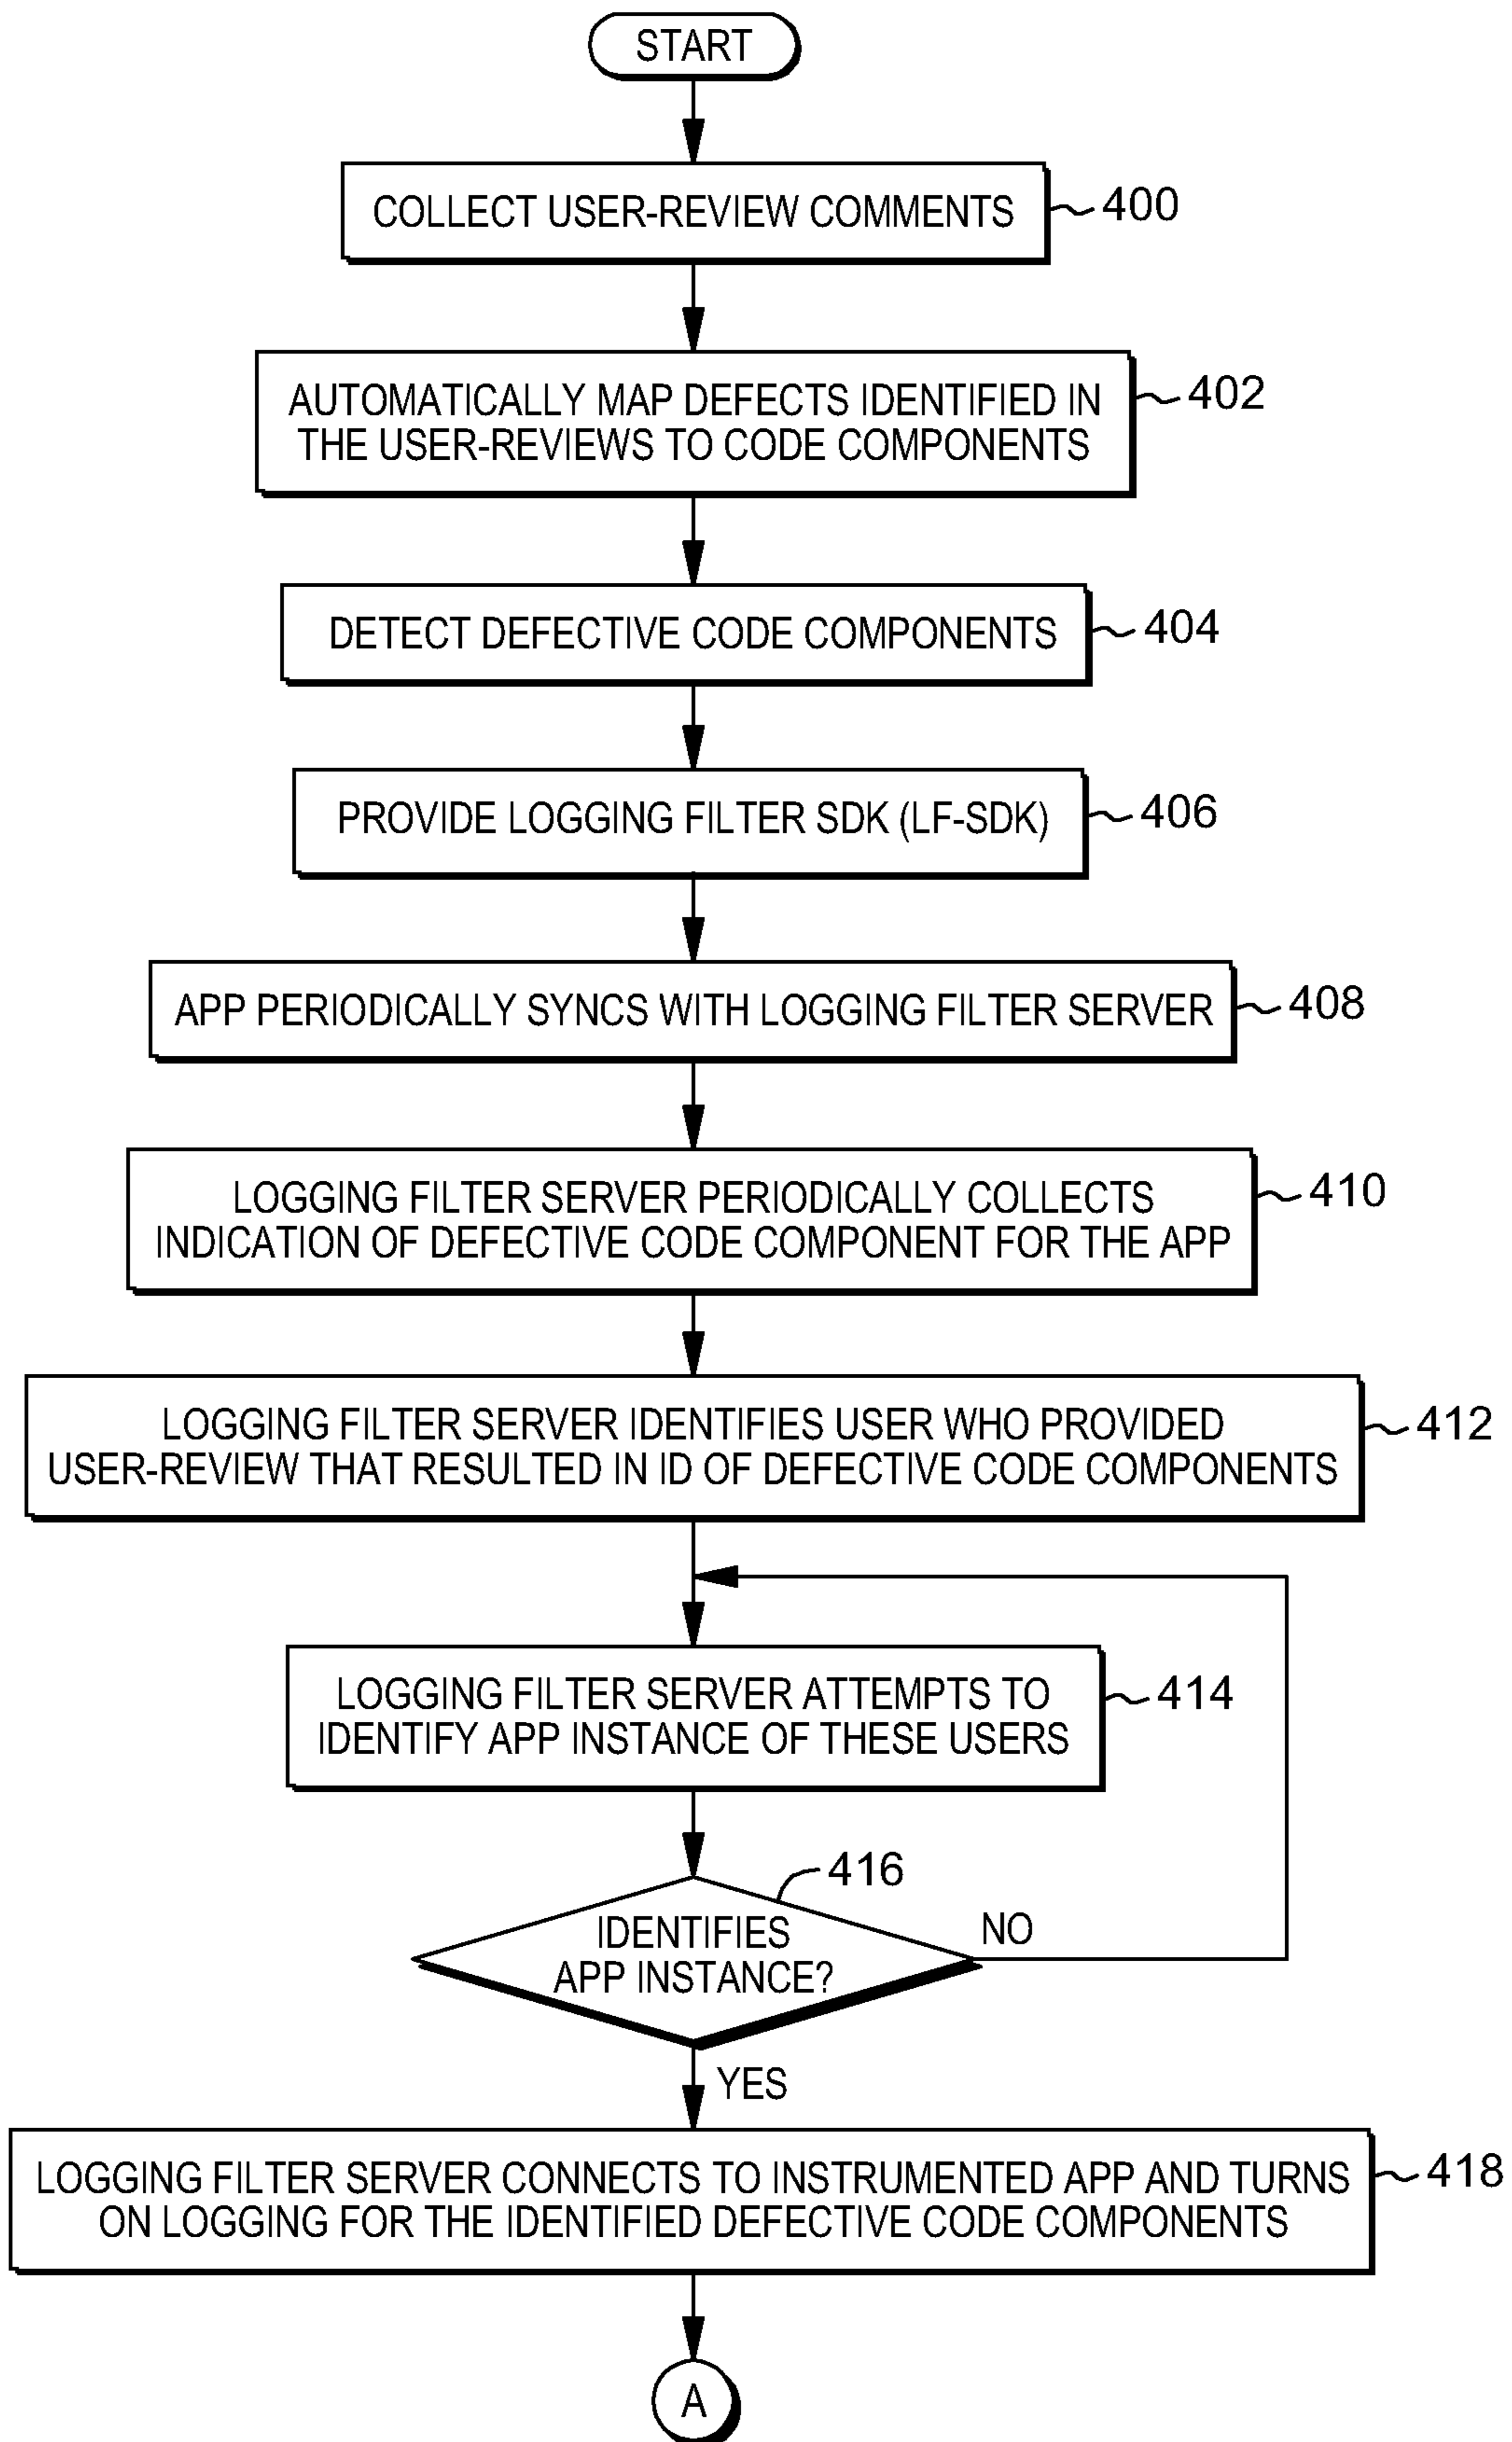 START
COLLECT USER-REVIEW COMMENTS
400
AUTOMATICALLY MAP DEFECTS IDENTIFIED IN
THE USER-REVIEWS TO CODE COMPONENTS
402
DETECT DEFECTIVE CODE COMPONENTS
404
PROVIDE LOGGING FILTER SDK (LF-SDK)
406
APP PERIODICALLY SYNCS WITH LOGGING FILTER SERVER
408
LOGGING FILTER SERVER PERIODICALLY COLLECTS
INDICATION OF DEFECTIVE CODE COMPONENT FOR THE APP
410
LOGGING FILTER SERVER IDENTIFIES USER WHO PROVIDED
USER-REVIEW THAT RESULTED IN ID OF DEFECTIVE CODE COMPONENTS
412
LOGGING FILTER SERVER ATTEMPTS TO
IDENTIFY APP INSTANCE OF THESE USERS
414
416
IDENTIFIES
APP INSTANCE?
NO
YES
LOGGING FILTER SERVER CONNECTS TO INSTRUMENTED APP AND TURNS
ON LOGGING FOR THE IDENTIFIED DEFECTIVE CODE COMPONENTS
418
A